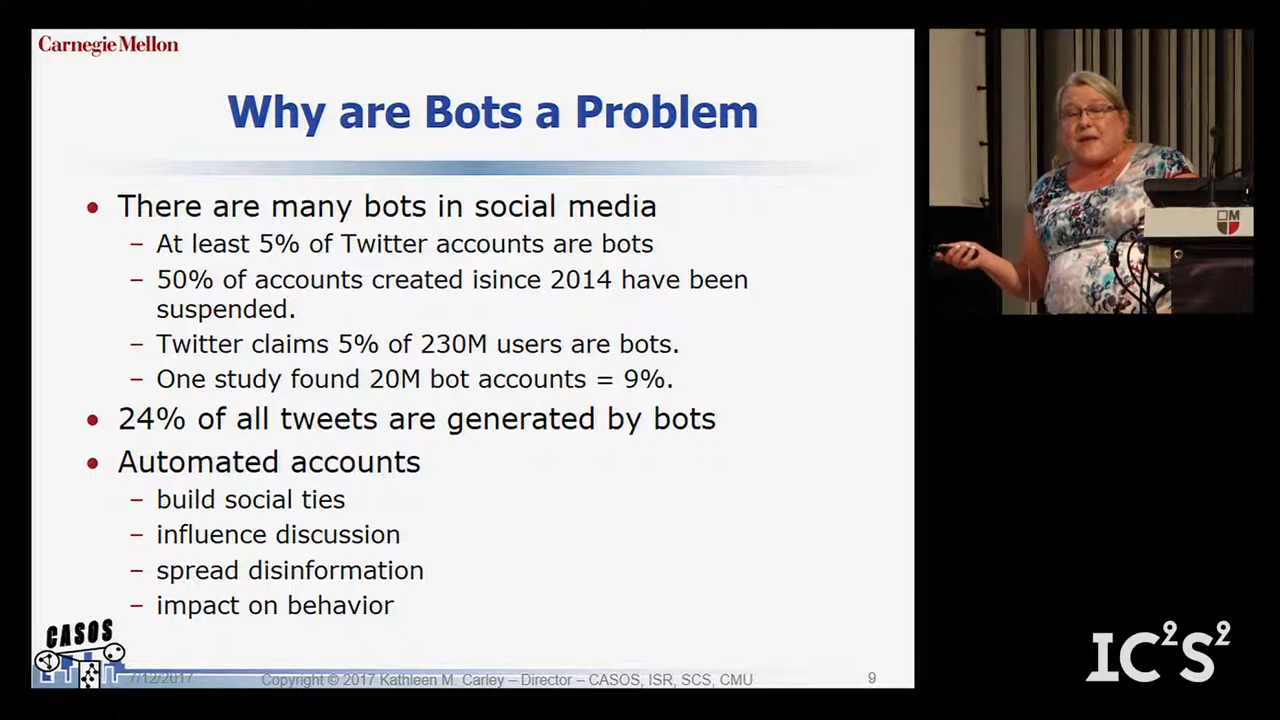 Carnegie Mellon
Why are Bots a Problem
There are many bots in social media
– At least 5% of Twitter accounts are bots
– 50% of accounts created isince 2014 have been
suspended.
– Twitter claims 5% of 230M users are bots.
– One study found 20M bot accounts = 9%.
24% of all tweets are generated by bots
Automated accounts
– build social ties
– influence discussion
– spread disinformation
– impact on behavior
CASOS
7/12/2017
Copyright © 2017 Kathleen M. Carley – Director – CASOS, ISR, SCS, CMU
9
M
IC²S²